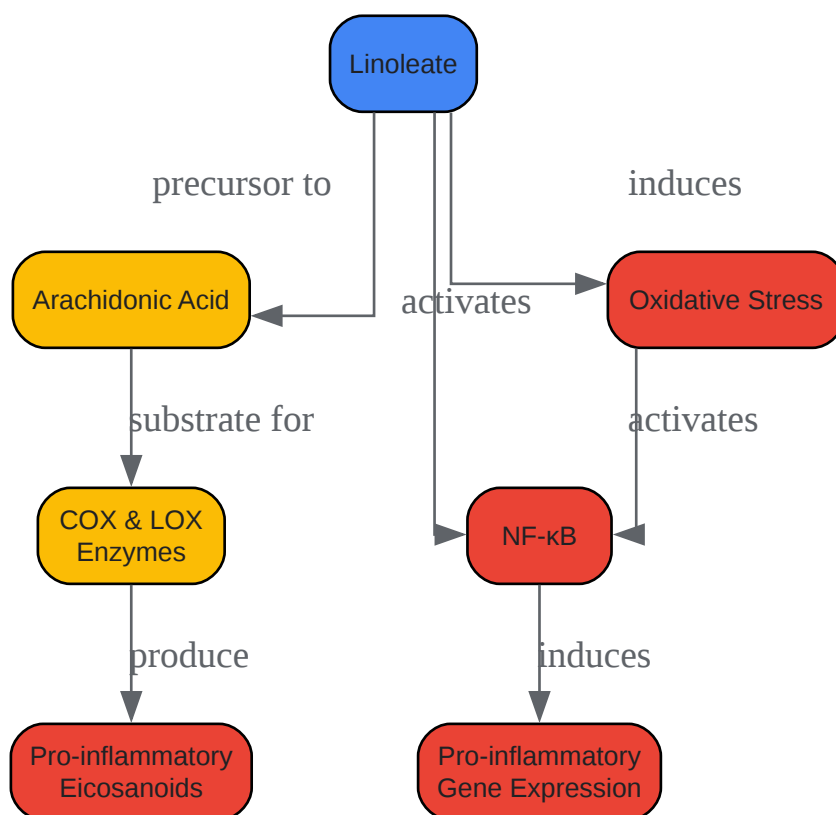 Linoleate
precursor to
induces
Arachidonic Acid
activates
Oxidative Stress
substrate for
activates
COX & LOX
Enzymes
NF-κB
produce
induces
Pro-inflammatory
Eicosanoids
Pro-inflammatory
Gene Expression